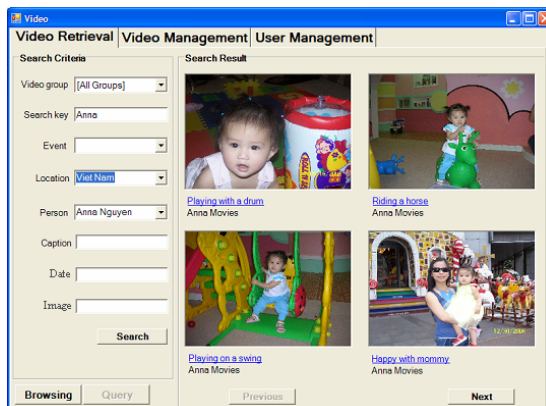 Video
Video Retrieval Video Management User Management
Search Criteria
Video group [All Groups]
Search key Anna
Event
Location Viet Nam
Person Anna Nguyen
Caption
Date
Image
Search
Browsing Query
Search Result
Playing with a drum
Anna Movies
Riding a horse
Anna Movies
Playing on a swing
Anna Movies
Happy with mommy
Anna Movies
Previous Next